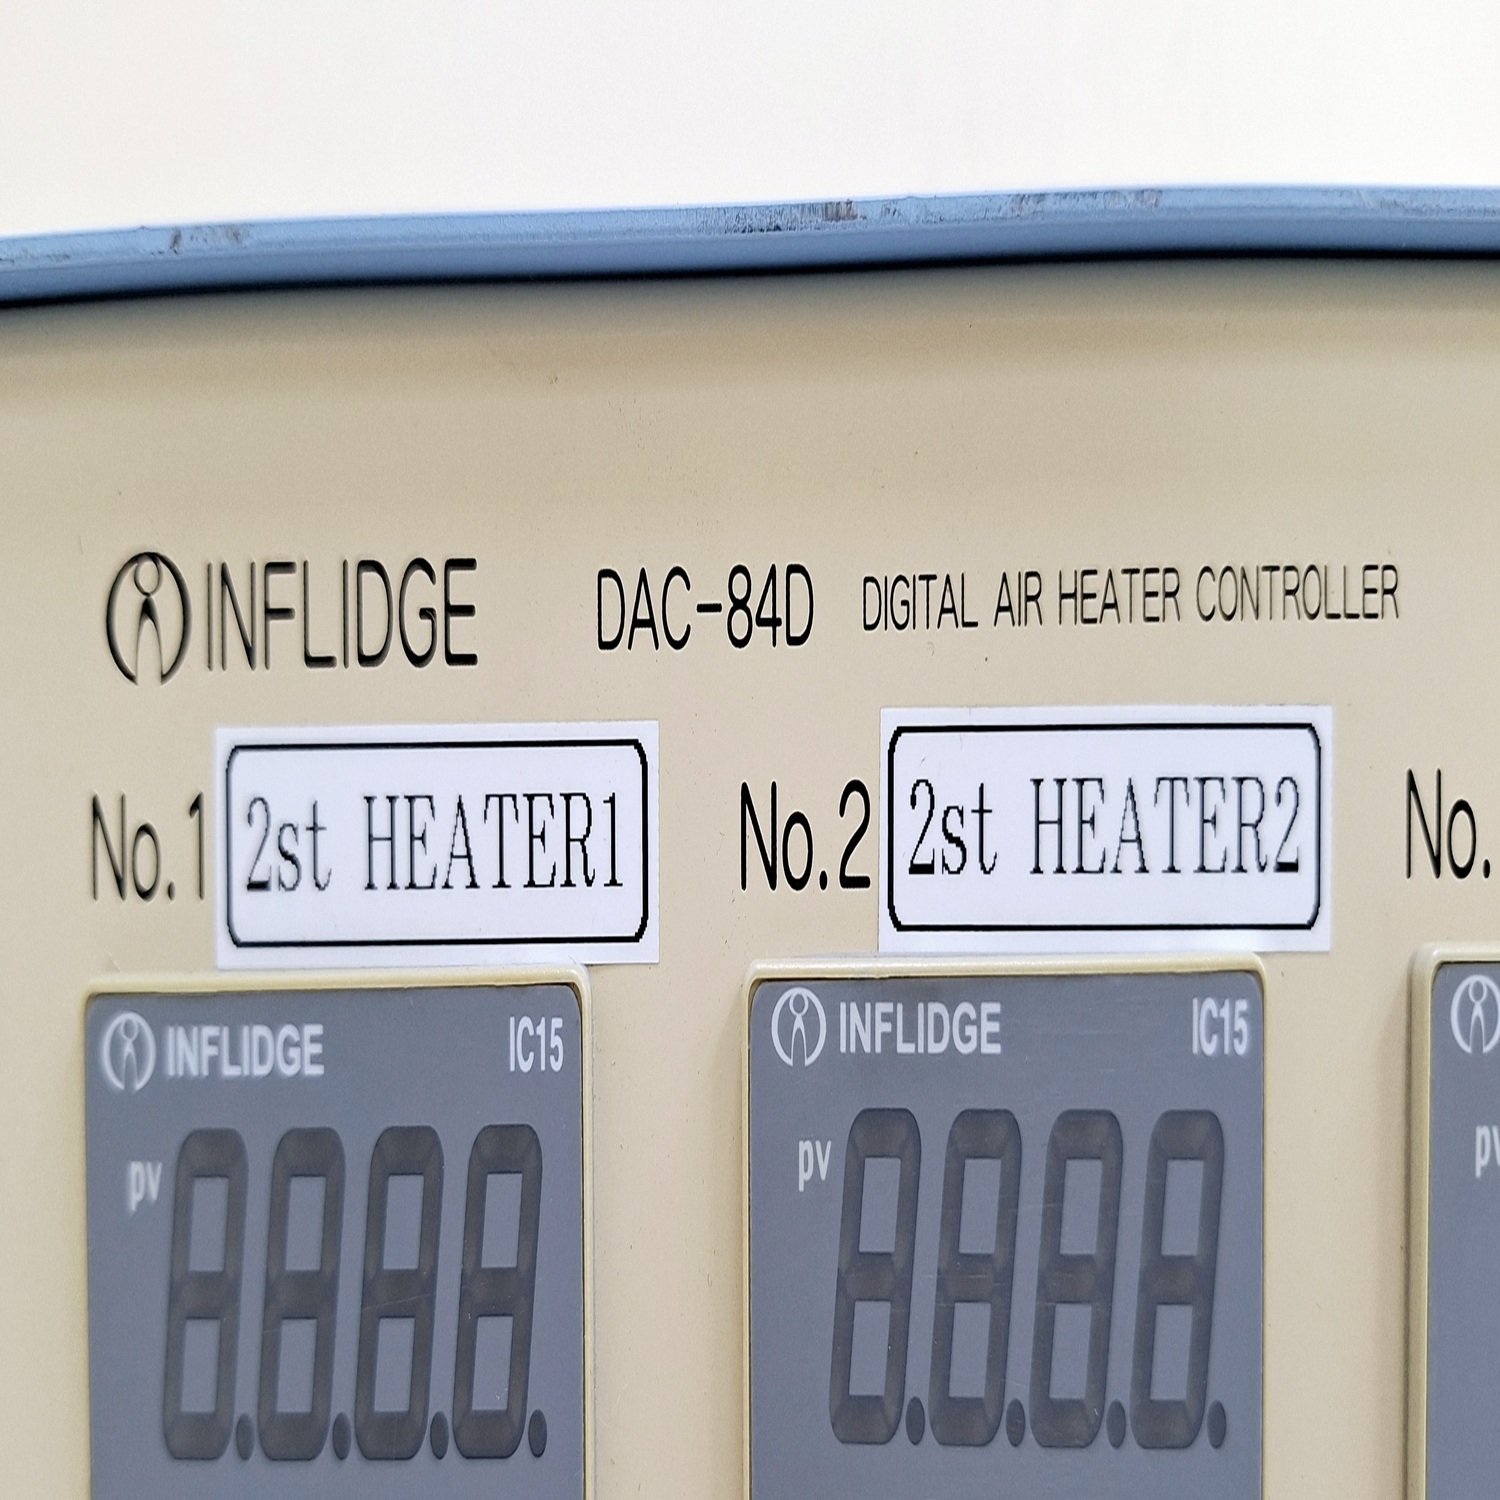 INFLIDGE DAC-84D DIGITAL AIR HEATER CONTROLLER
No.1 2st HEATER1 No.2 2st HEATER2 No.
INFLIDGE IC15 INFLIDGE IC15
pv pv pv